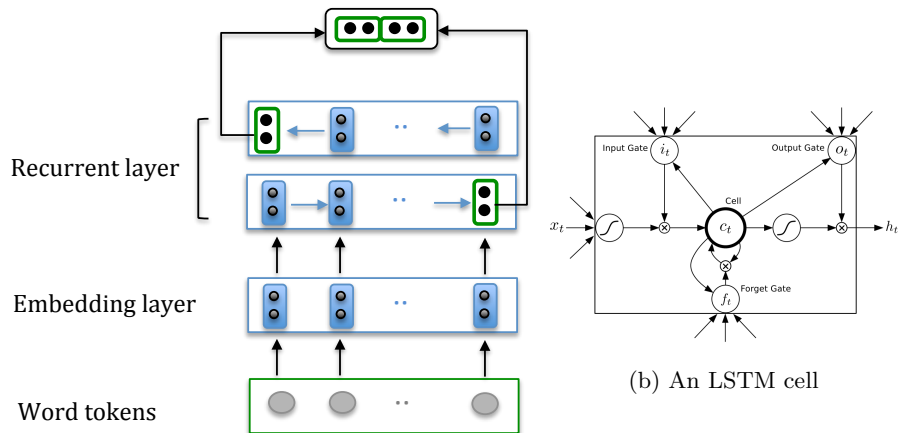 Recurrent layer
Embedding layer
Word tokens
Input Gate
i_t
Output Gate
o_t
Cell
c_t
x_t
h_t
Forget Gate
f_t
(b) An LSTM cell